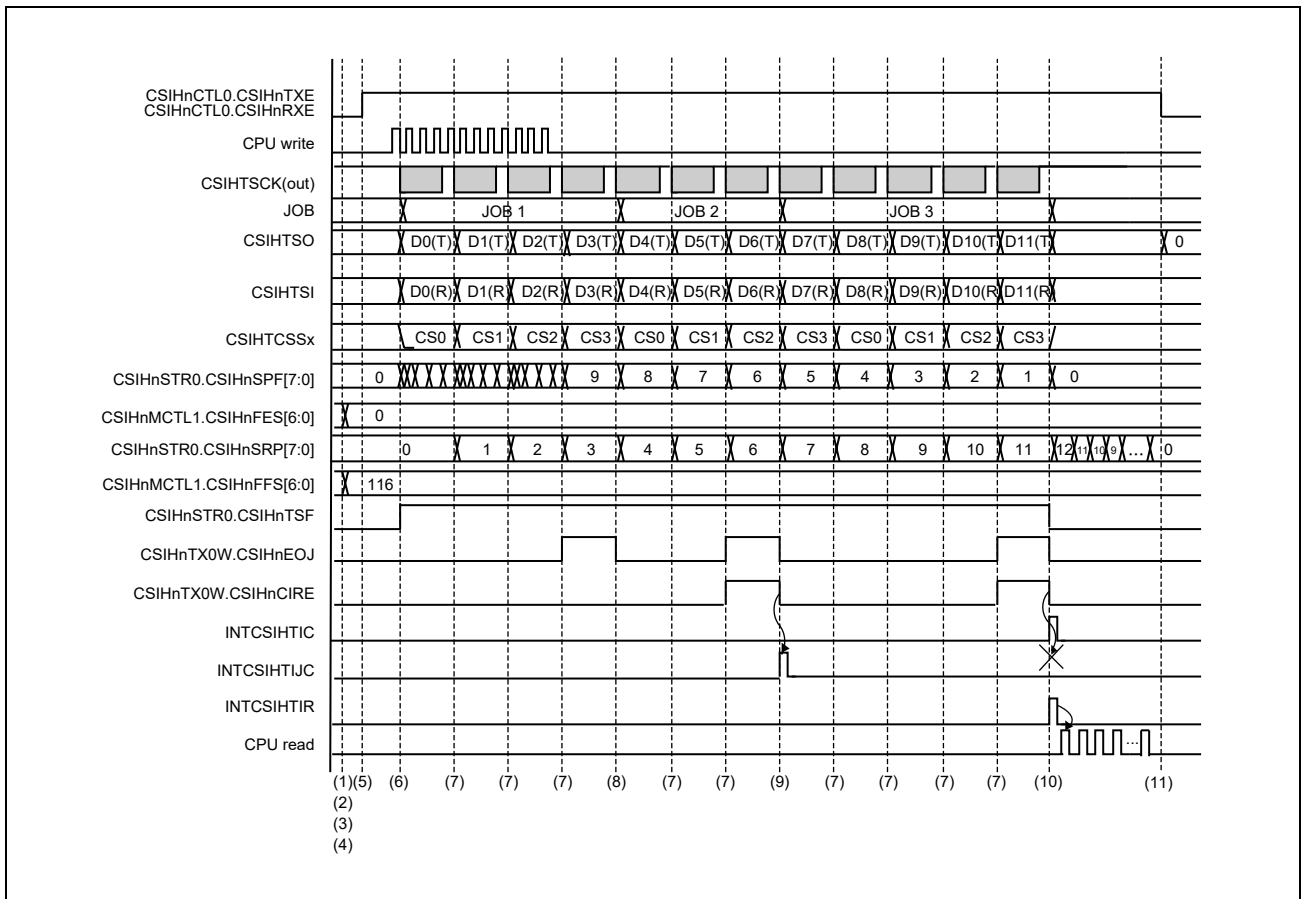 CSIHnCTL0.CSIHnTXE
CSIHnCTL0.CSIHnRXE
CPU write
CSIHTSCK(out)
JOB JOB 1 JOB 2 JOB 3
CSIHTSO D0(T) D1(T) D2(T) D3(T) D4(T) D5(T) D6(T) D7(T) D8(T) D9(T) D10(T D11(T 0
CSIHTSI D0(R) D1(R) D2(R) D3(R) D4(R) D5(R) D6(R) D7(R) D8(R) D9(R) D10(R D11(R
CSIHTCSSx CS0 CS1 CS2 CS3 CS0 CS1 CS2 CS3 CS0 CS1 CS2 CS3
CSIHnSTR0.CSIHnSPF[7:0] 0 9 8 7 6 5 4 3 2 1 0
CSIHnMCTL1.CSIHnFES[6:0] 0
CSIHnSTR0.CSIHnSRP[7:0] 0 1 2 3 4 5 6 7 8 9 10 11 12 11 10 9 ... 0
CSIHnMCTL1.CSIHnFFS[6:0] 116
CSIHnSTR0.CSIHnTSF
CSIHnTX0W.CSIHnEOJ
CSIHnTX0W.CSIHnCIRE
INTCSIHTIC
INTCSIHTIJC
INTCSIHTIR
CPU read ...
(1)(5) (6) (7) (7) (7) (8) (7) (7) (9) (7) (7) (7) (7) (10) (11)
(2)
(3)
(4)